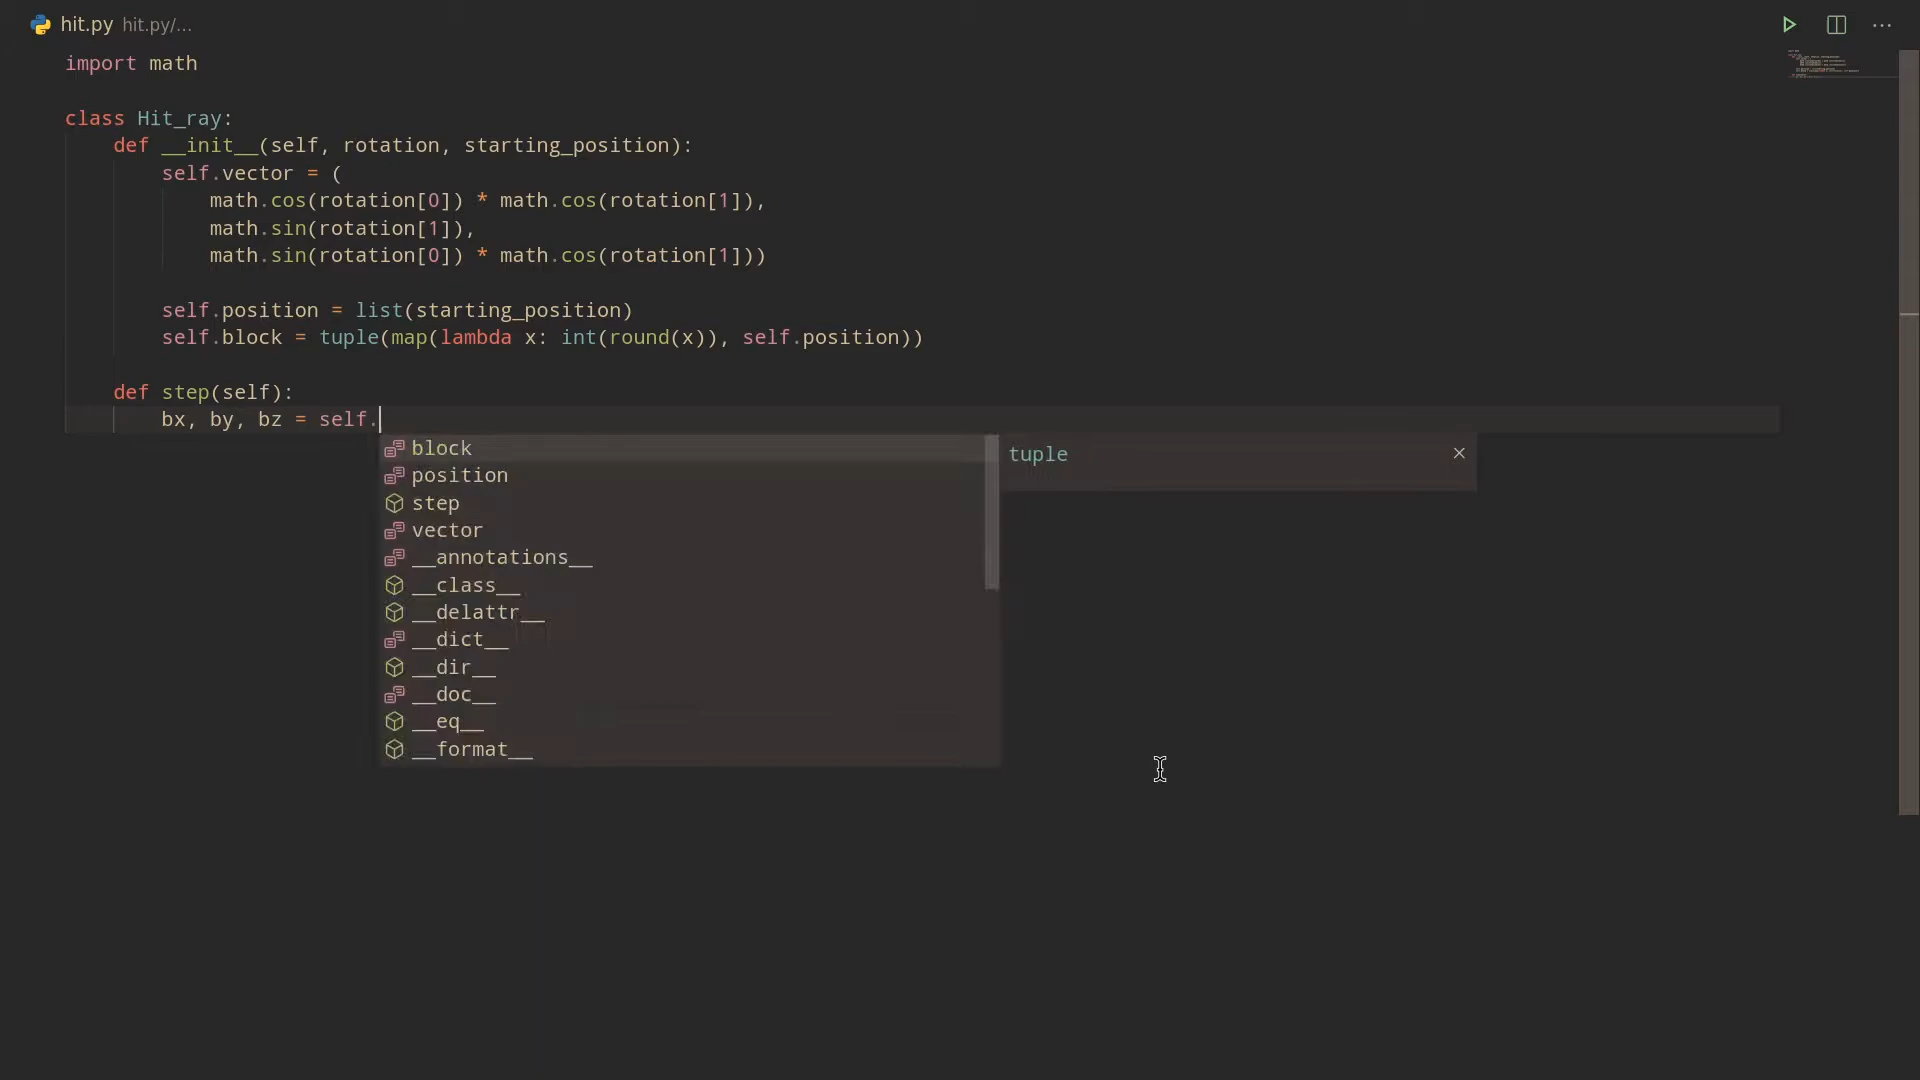 hit.py hit.py/...
import math
class Hit_ray:
def __init__(self, rotation, starting_position):
self.vector = (
math.cos(rotation[0]) * math.cos(rotation[1]),
math.sin(rotation[1]),
math.sin(rotation[0]) * math.cos(rotation[1]))
self.position = list(starting_position)
self.block = tuple(map(lambda x: int(round(x)), self.position))
def step(self):
bx, by, bz = self.
block
tuple
position
step
vector
__annotations__
__class__
__delattr__
__dict__
__dir__
__doc__
__eq__
__format__